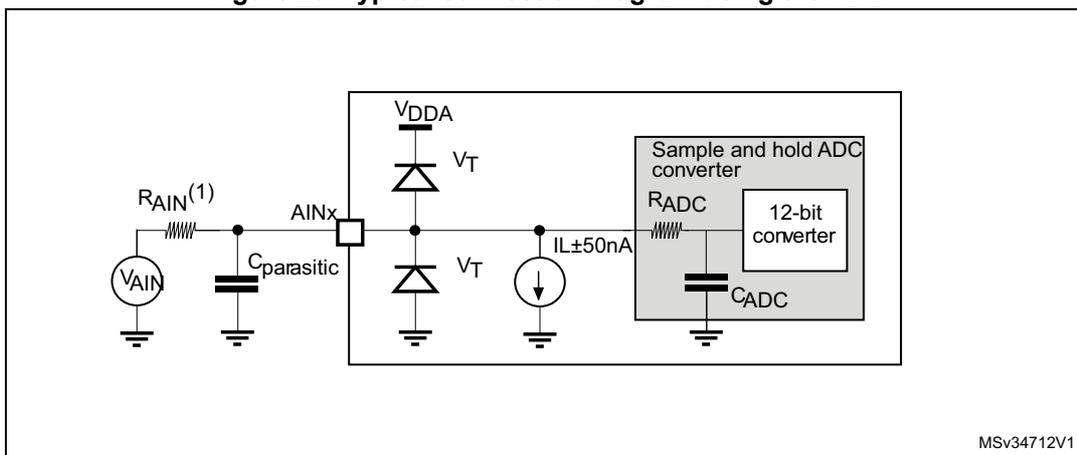 VDDA
Sample and hold ADC
converter
VT
RAIN(1)
AINx
RADC
12-bit
converter
IL±50nA
Cparasitic
VT
VAIN
CADC
MSv34712V1